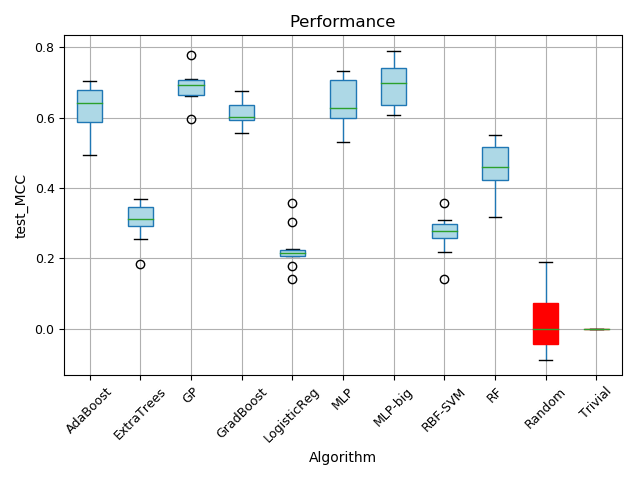 Performance
0.8
0.6
0.4
0.2
0.0
test_MCC
AdaBoost
ExtraTrees
GP
GradBoost
LogisticReg
MLP
MLP-big
RBF-SVM
RF
Random
Trivial
Algorithm